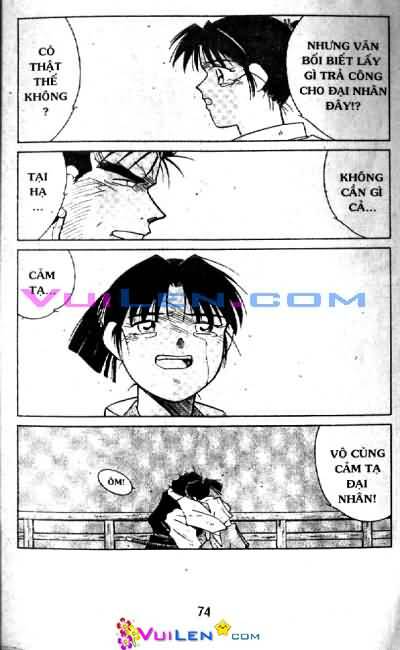 CÓ
THẬT
THẾ
KHÔNG
?
NHƯNG VÃN
BỐI BIẾT LẤY
GÌ TRẢ CÔNG
CHO ĐẠI NHÂN
ĐÂY!?
TẠI
HẠ
...
KHÔNG
CẦN GÌ
CẢ...
CẢM
TẠ...
VUILEN.COM
ÔM!
VÔ CÙNG
CẢM TẠ
ĐẠI
NHÂN!
74
VUILEN.COM